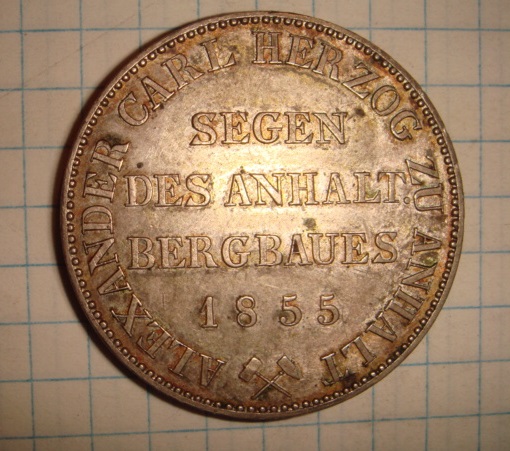 ALEXANDER CARL HERZOG ZU ANHALT
SEGEN
DES ANHALT.
BERGBAUES
1855